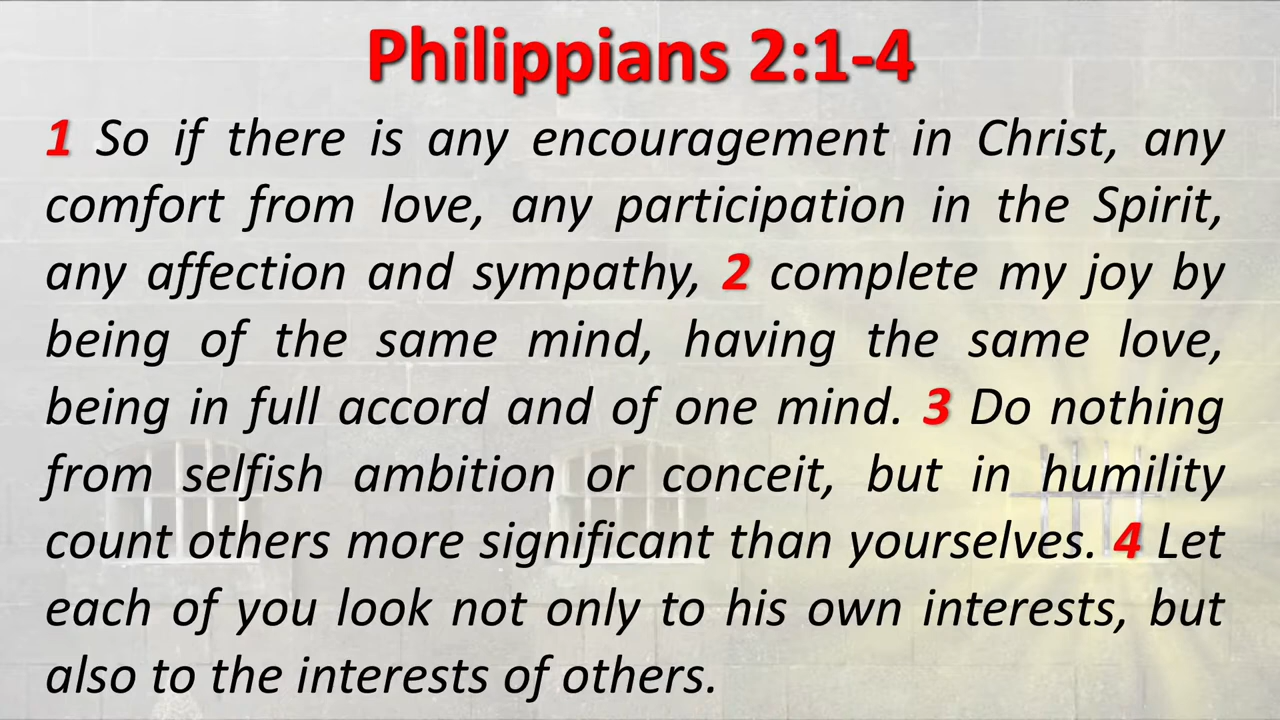 Philippians 2:1-4
1 So if there is any encouragement in Christ, any
comfort from love, any participation in the Spirit,
any affection and sympathy, 2 complete my joy by
being of the same mind, having the same love,
being in full accord and of one mind. 3 Do nothing
from selfish ambition or conceit, but in humility
count others more significant than yourselves. 4 Let
each of you look not only to his own interests, but
also to the interests of others.